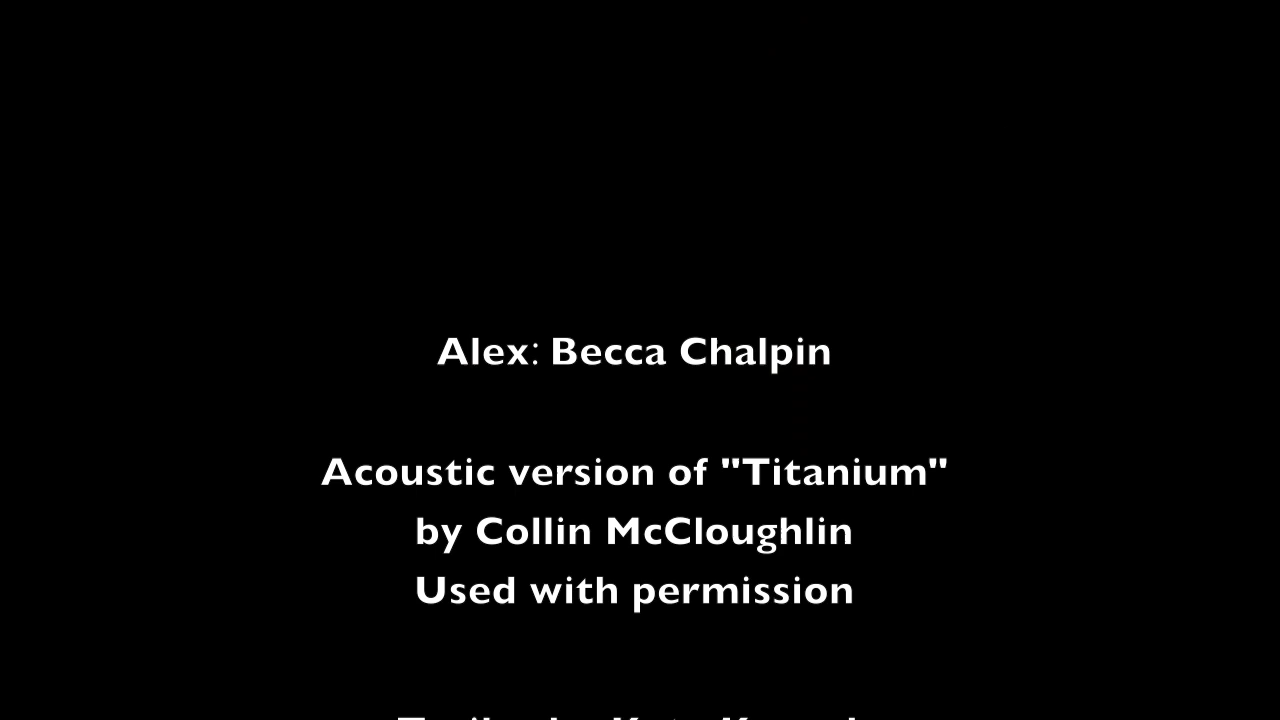 Alex: Becca Chalpin
Acoustic version of "Titanium"
by Collin McCloughlin
Used with permission